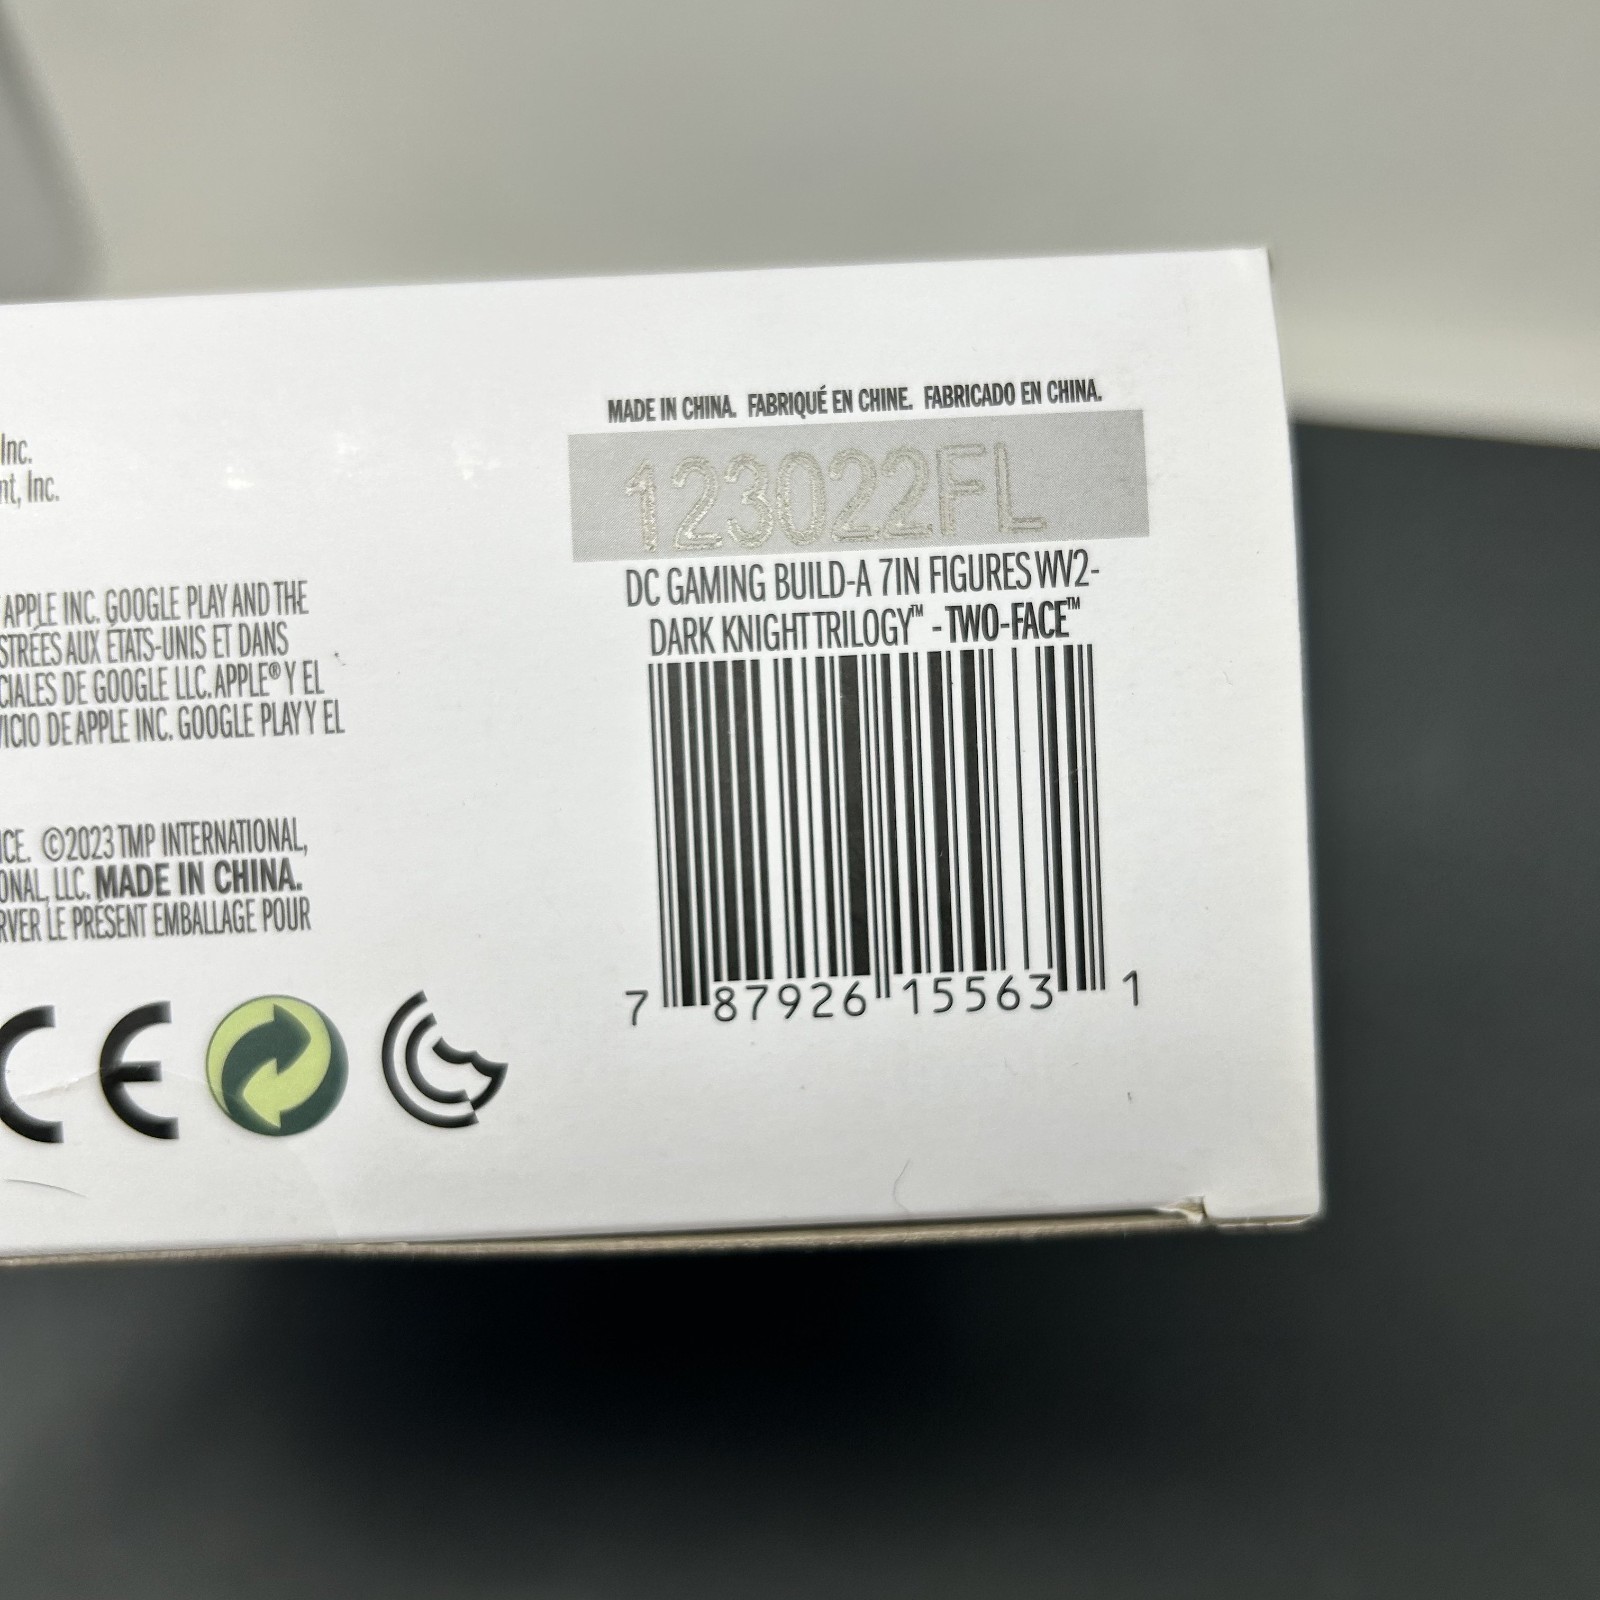 Inc.
nt, Inc.
APPLE INC. GOOGLE PLAY AND THE
STRÉES AUX ÉTATS-UNIS ET DANS
CIALES DE GOOGLE LLC. APPLE® Y EL
VICIO DE APPLE INC. GOOGLE PLAY Y EL
ICE. ©2023 TMP INTERNATIONAL,
ONAL, LLC. MADE IN CHINA.
RVER LE PRÉSENT EMBALLAGE POUR
CE
MADE IN CHINA. FABRIQUÉ EN CHINE. FABRICADO EN CHINA.
123022FL
DC GAMING BUILD-A 7IN FIGURES WV2-
DARK KNIGHT TRILOGY™ - TWO-FACE™
7 87926 15563 1